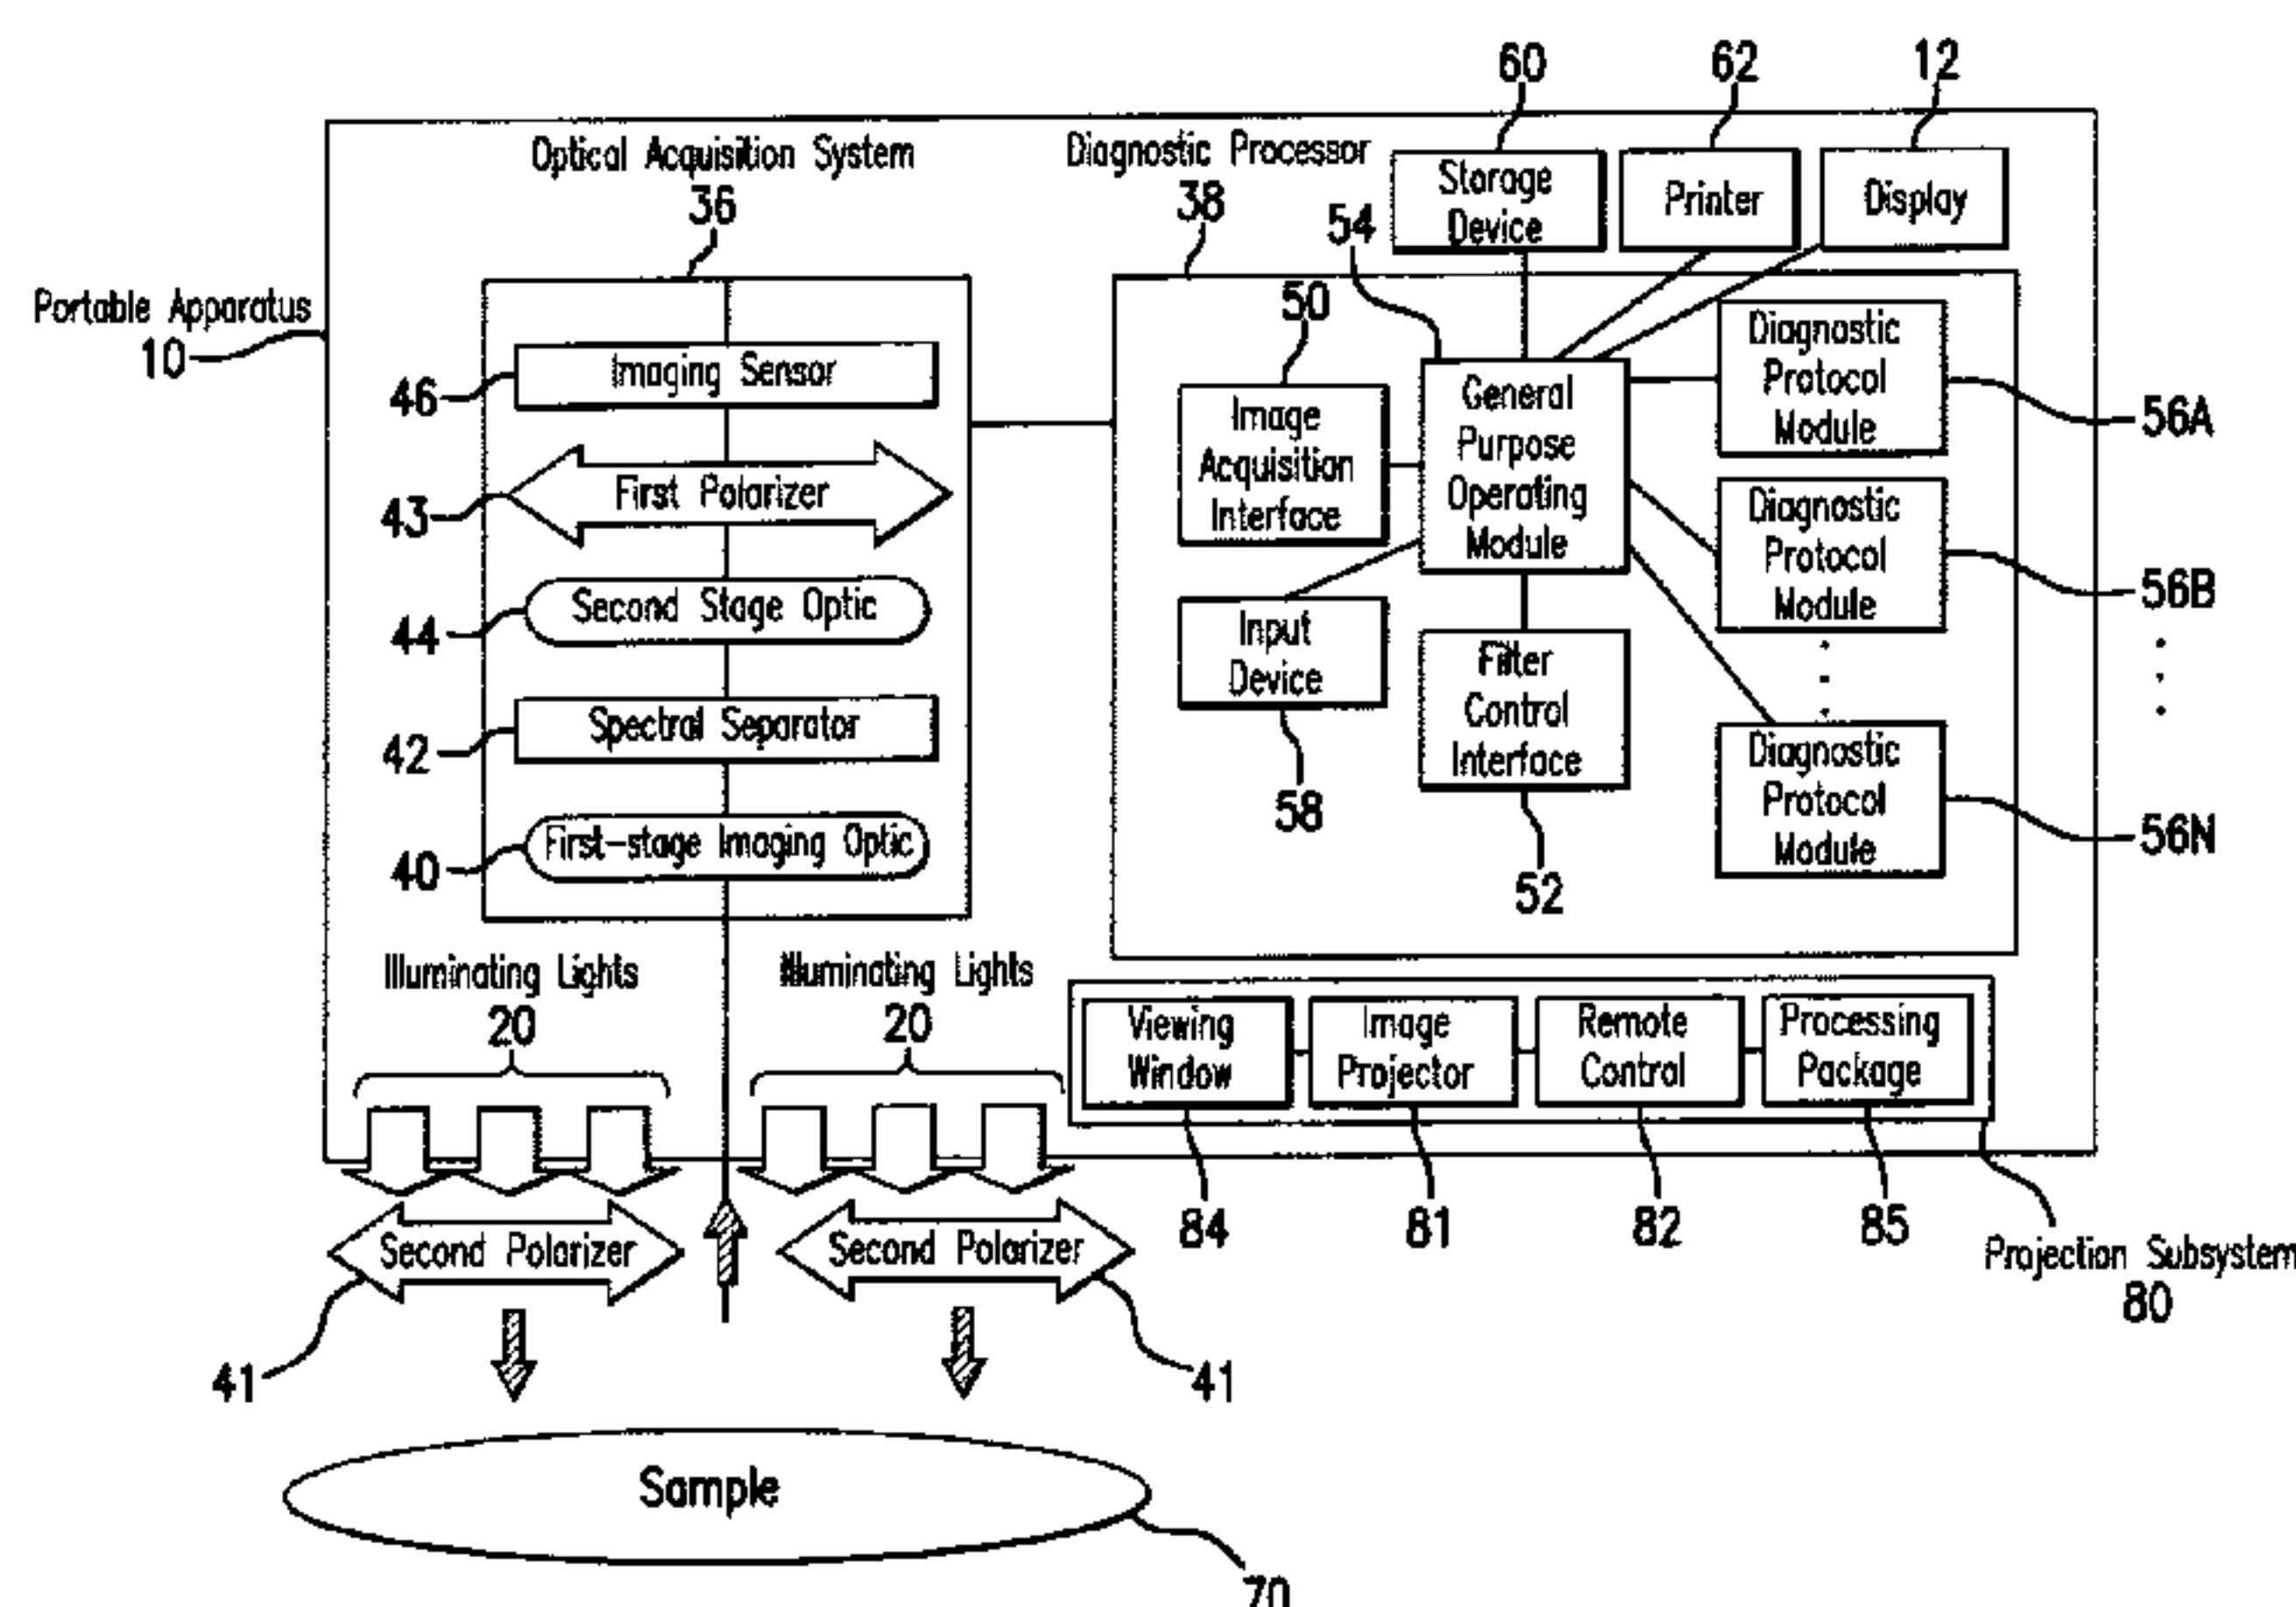 60
62
12
Optical Acquisition System
36
Diagnostic Processor
38
54
Storage
Device
Printer
Display
Portable Apparatus
10
46
Imaging Sensor
43
First Polarizer
44
Second Stage Optic
42
Spectral Separator
40
First-stage Imaging Optic
50
Image
Acquisition
Interface
General
Purpose
Operating
Module
Input
Device
58
Filter
Control
Interface
52
Diagnostic
Protocol
Module
56A
Diagnostic
Protocol
Module
56B
Diagnostic
Protocol
Module
56N
Illuminating Lights
20
Illuminating Lights
20
Viewing
Window
Image
Projector
Remote
Control
Processing
Package
84
81
82
85
Projection Subsystem
80
Second Polarizer
Second Polarizer
41
41
Sample
70